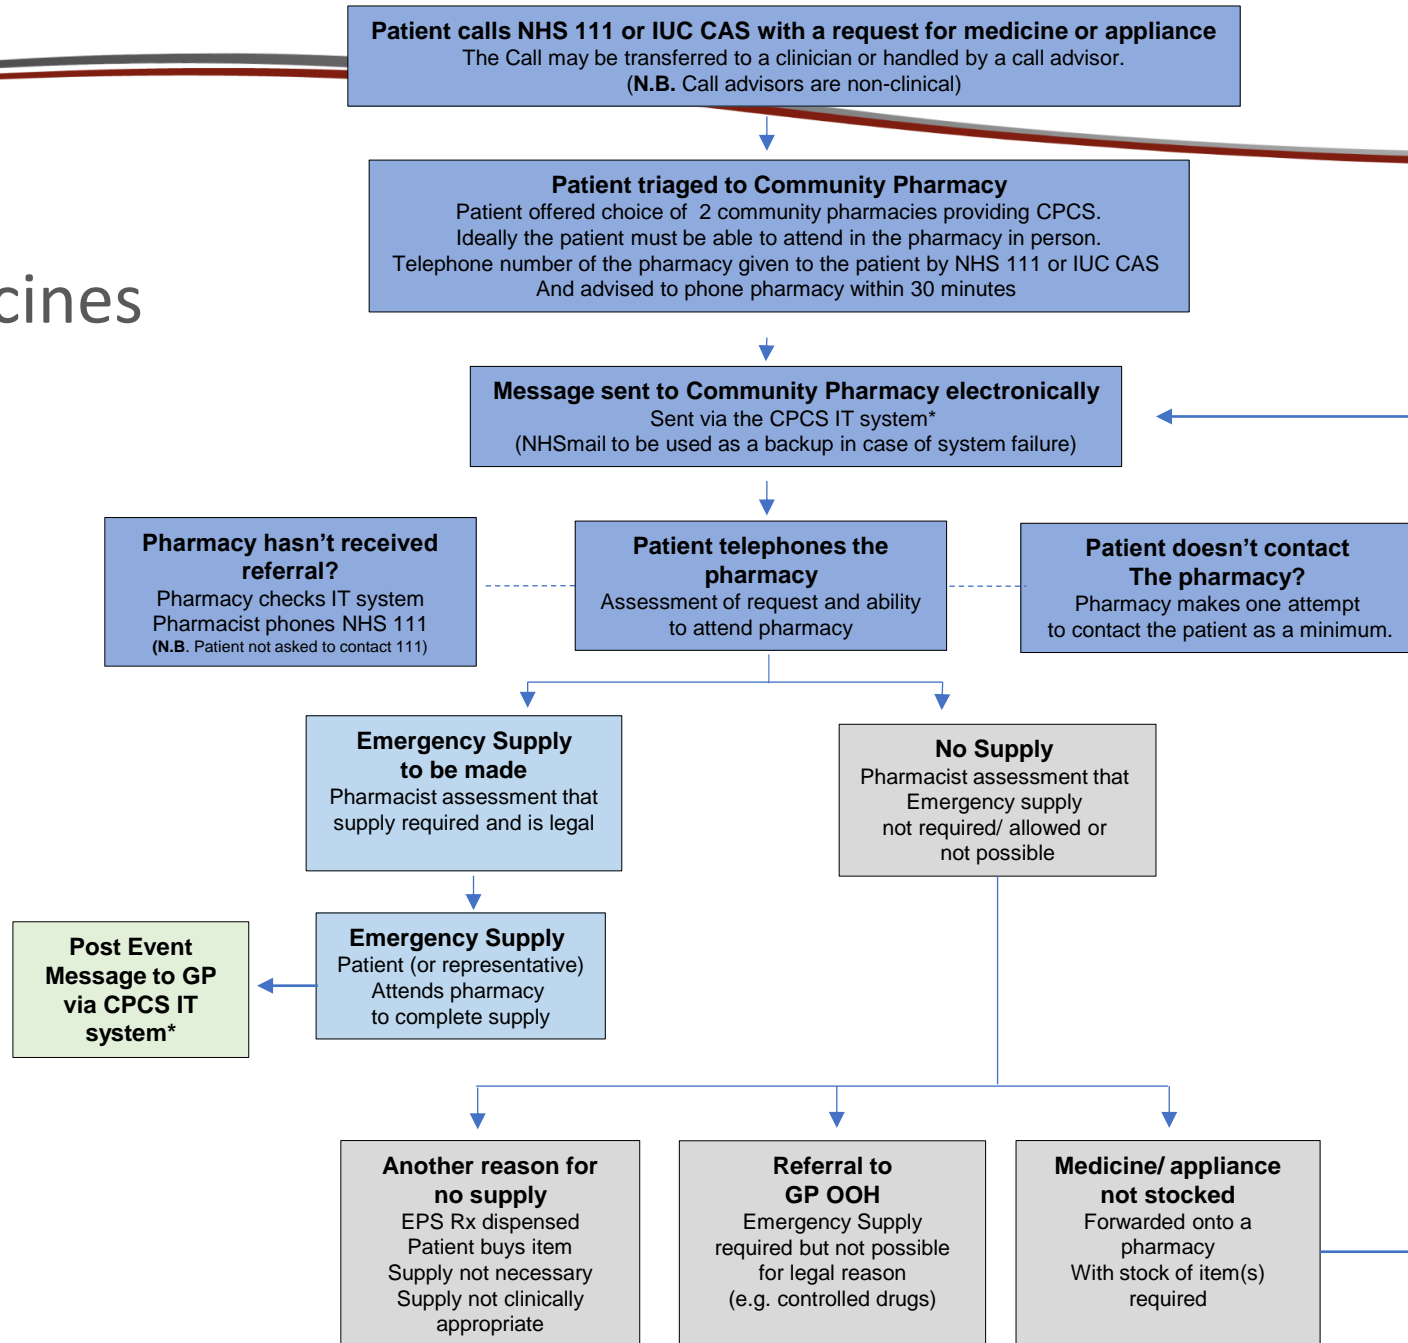 Patient calls NHS 111 or IUC CAS with a request for medicine or appliance
The Call may be transferred to a clinician or handled by a call advisor.
(N.B. Call advisors are non-clinical)
Patient triaged to Community Pharmacy
Patient offered choice of 2 community pharmacies providing CPCS.
Ideally the patient must be able to attend in the pharmacy in person.
Telephone number of the pharmacy given to the patient by NHS 111 or IUC CAS
And advised to phone pharmacy within 30 minutes
cines
Message sent to Community Pharmacy electronically
Sent via the CPCS IT system*
(NHSmail to be used as a backup in case of system failure)
Pharmacy hasn't received
referral?
Pharmacy checks IT system
Pharmacist phones NHS 111
(N.B. Patient not asked to contact 111)
Patient telephones the
pharmacy
Assessment of request and ability
to attend pharmacy
Patient doesn't contact
The pharmacy?
Pharmacy makes one attempt
to contact the patient as a minimum.
Emergency Supply
to be made
Pharmacist assessment that
supply required and is legal
No Supply
Pharmacist assessment that
Emergency supply
not required/ allowed or
not possible
Post Event
Message to GP
via CPCS IT
system*
Emergency Supply
Patient (or representative)
Attends pharmacy
to complete supply
Another reason for
no supply
EPS Rx dispensed
Patient buys item
Supply not necessary
Supply not clinically
appropriate
Referral to
GP OOH
Emergency Supply
required but not possible
for legal reason
(e.g. controlled drugs)
Medicine/ appliance
not stocked
Forwarded onto a
pharmacy
With stock of item(s)
required